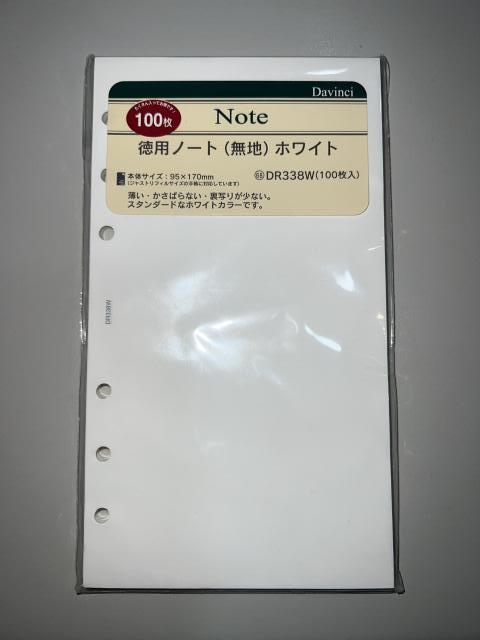 Davinci
たくさん入ってお得です!
100枚
Note
徳用ノート(無地)ホワイト
本体サイズ:95×170mm
(ジャストリフィルサイズの手帳に対応しています)
68 DR338W(100枚入)
薄い・かさばらない・裏写りが少ない。
スタンダードなホワイトカラーです。
DR338W